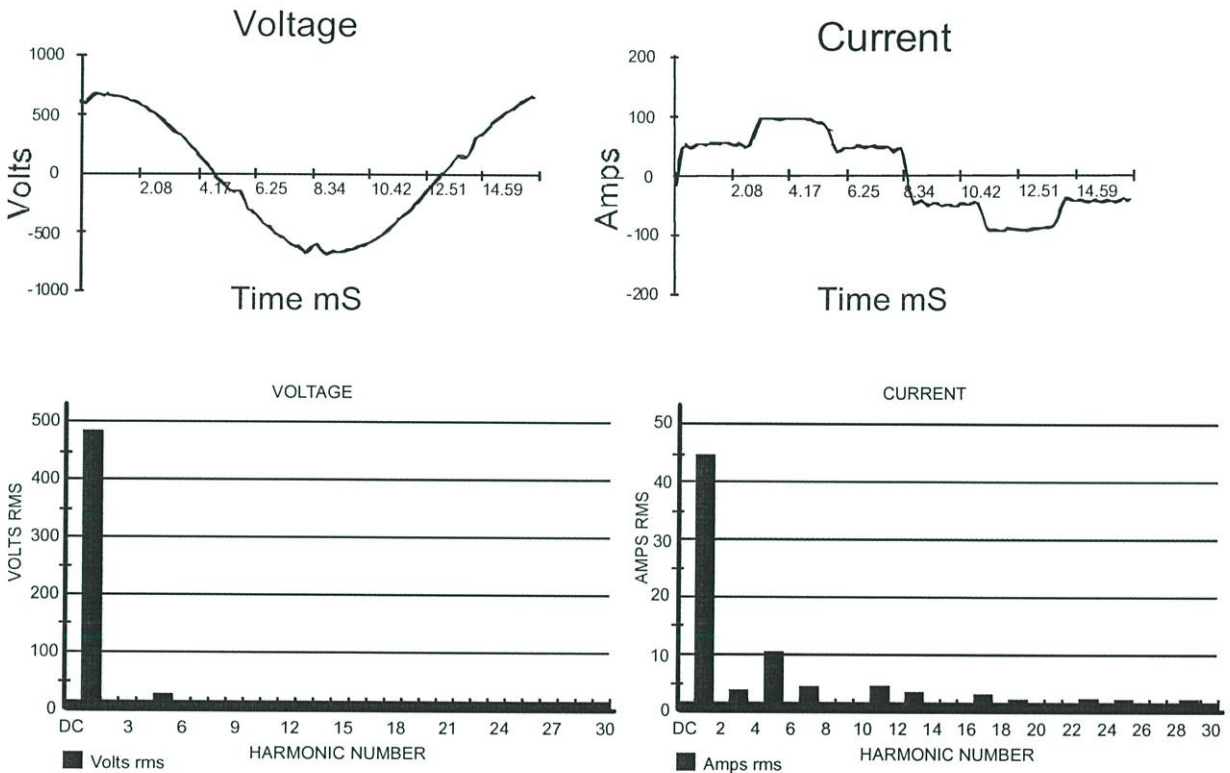 Voltage
1000
500
0
-500
-1000
Volts
2.08 4.17 6.25 8.34 10.42 12.51 14.59
Time mS
Current
200
100
0
-100
-200
Amps
2.08 4.17 6.25 8.34 10.42 12.51 14.59
Time mS
VOLTAGE
500
400
300
200
100
0
VOLTS RMS
DC 3 6 9 12 15 18 21 23 27 30
HARMONIC NUMBER
Volts rms
CURRENT
50
40
30
20
10
0
AMPS RMS
DC 2 4 6 8 10 12 14 16 18 20 22 24 26 28 30
HARMONIC NUMBER
Amps rms